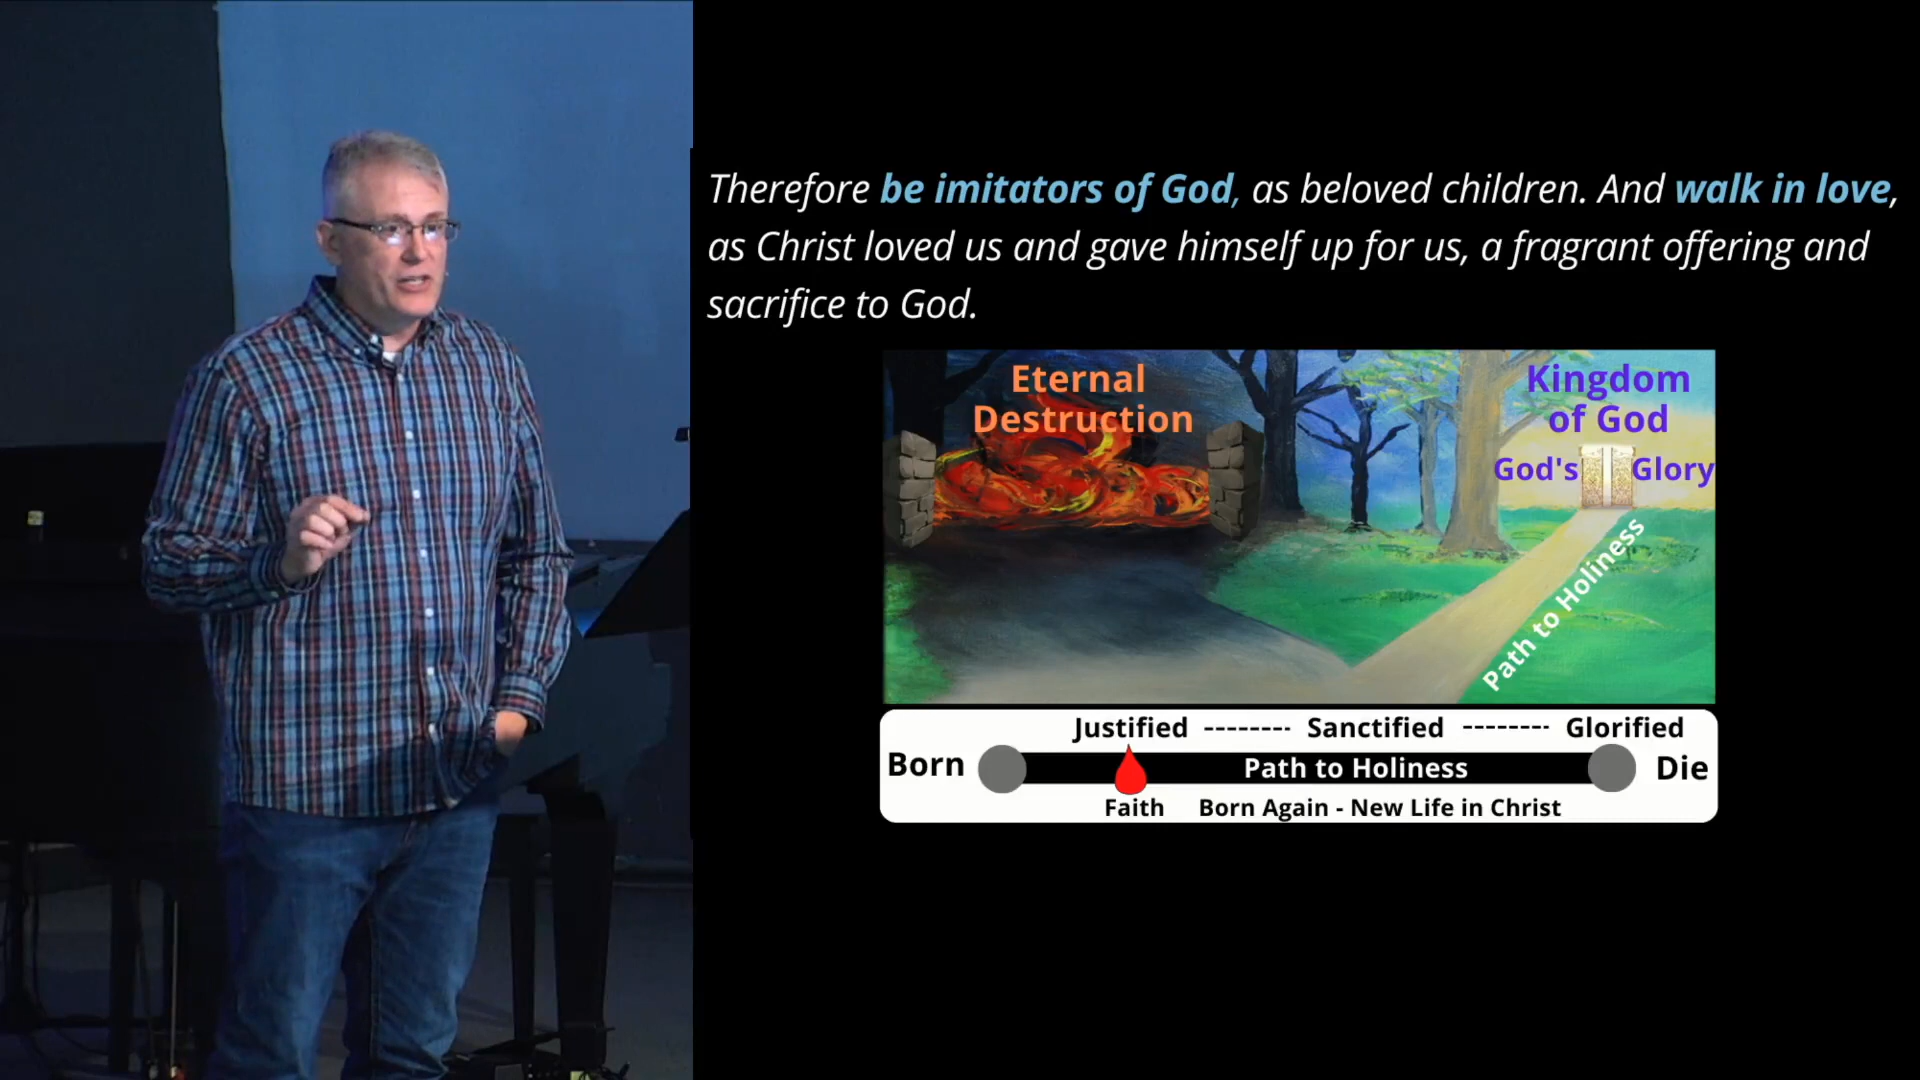 Therefore be imitators of God, as beloved children. And walk in love,
as Christ loved us and gave himself up for us, a fragrant offering and
sacrifice to God.
Eternal
Destruction
Kingdom
of God
God's Glory
Path to Holiness
Justified -------- Sanctified -------- Glorified
Born Path to Holiness Die
Faith Born Again - New Life in Christ